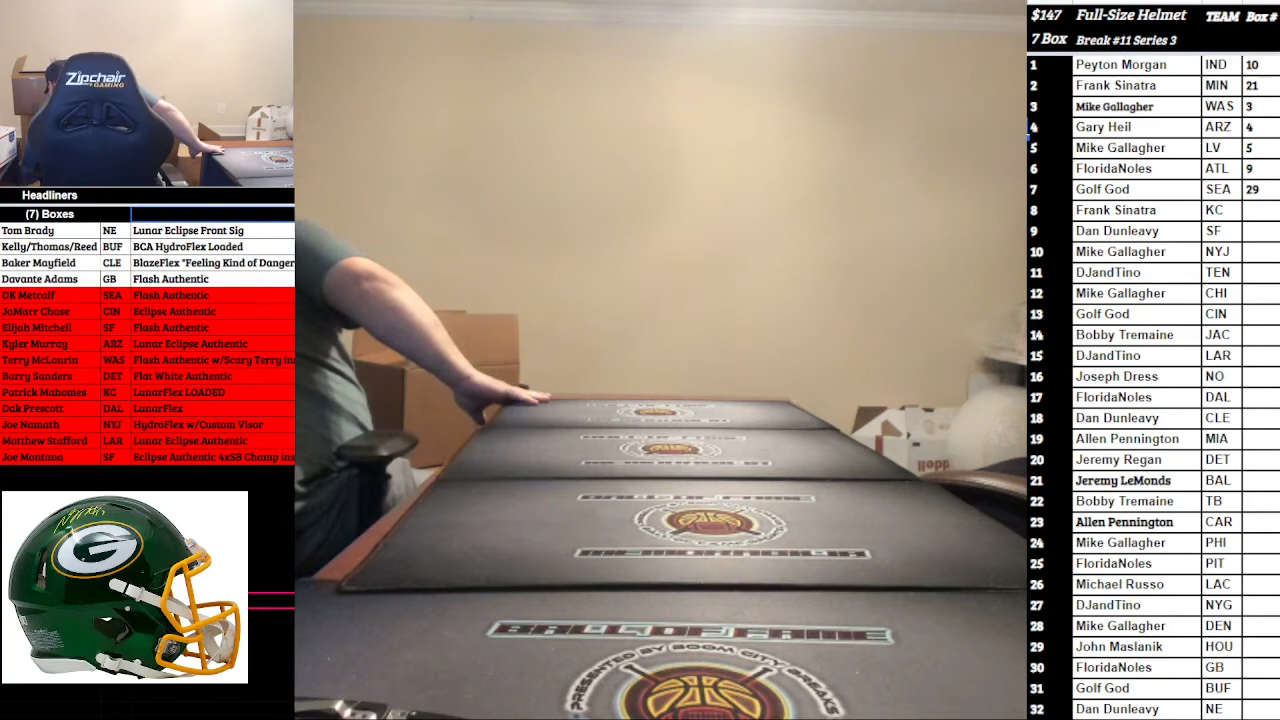 Zipchair
GAMING
Headliners
(7) Boxes
Tom Brady NE Lunar Eclipse Front Sig
Kelly/Thomas/Reed BUF BCA HydroFlex Loaded
Baker Mayfield CLE BlazeFlex "Feeling Kind of Danger
Davante Adams GB Flash Authentic
DK Metcalf SEA Flash Authentic
JaMarr Chase CIN Eclipse Authentic
Elijah Mitchell SF Flash Authentic
Kyler Murray ARZ Lunar Eclipse Authentic
Terry McLaurin WAS Flash Authentic w/Scary Terry ins
Barry Sanders DET Flat White Authentic
Patrick Mahomes KC LunarFlex LOADED
Dak Prescott DAL LunarFlex
Joe Namath NYJ HydroFlex w/Custom Visor
Matthew Stafford LAR Lunar Eclipse Authentic
Joe Montana SF Eclipse Authentic 4xSB Champ ins
G
ddell
MEMORABILIA
PRESENTED BY BOOM CITY BREAKS
$147 Full-Size Helmet TEAM Box #
7 Box Break #11 Series 3
1 Peyton Morgan IND 10
2 Frank Sinatra MIN 21
3 Mike Gallagher WAS 3
4 Gary Heil ARZ 4
5 Mike Gallagher LV 5
6 FloridaNoles ATL 9
7 Golf God SEA 29
8 Frank Sinatra KC
9 Dan Dunleavy SF
10 Mike Gallagher NYJ
11 DJandTino TEN
12 Mike Gallagher CHI
13 Golf God CIN
14 Bobby Tremaine JAC
15 DJandTino LAR
16 Joseph Dress NO
17 FloridaNoles DAL
18 Dan Dunleavy CLE
19 Allen Pennington MIA
20 Jeremy Regan DET
21 Jeremy LeMonds BAL
22 Bobby Tremaine TB
23 Allen Pennington CAR
24 Mike Gallagher PHI
25 FloridaNoles PIT
26 Michael Russo LAC
27 DJandTino NYG
28 Mike Gallagher DEN
29 John Maslanik HOU
30 FloridaNoles GB
31 Golf God BUF
32 Dan Dunleavy NE